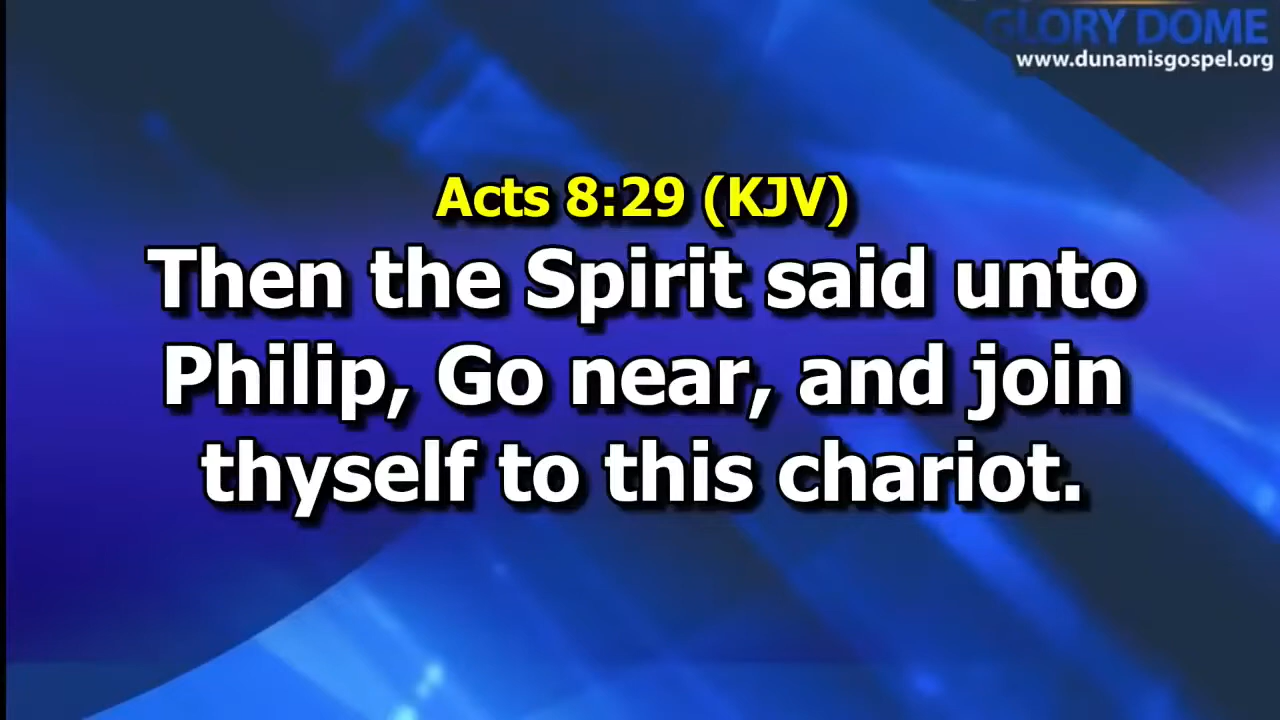 GLORY DOME
www.dunamisgospel.org
Acts 8:29 (KJV)
Then the Spirit said unto
Philip, Go near, and join
thyself to this chariot.